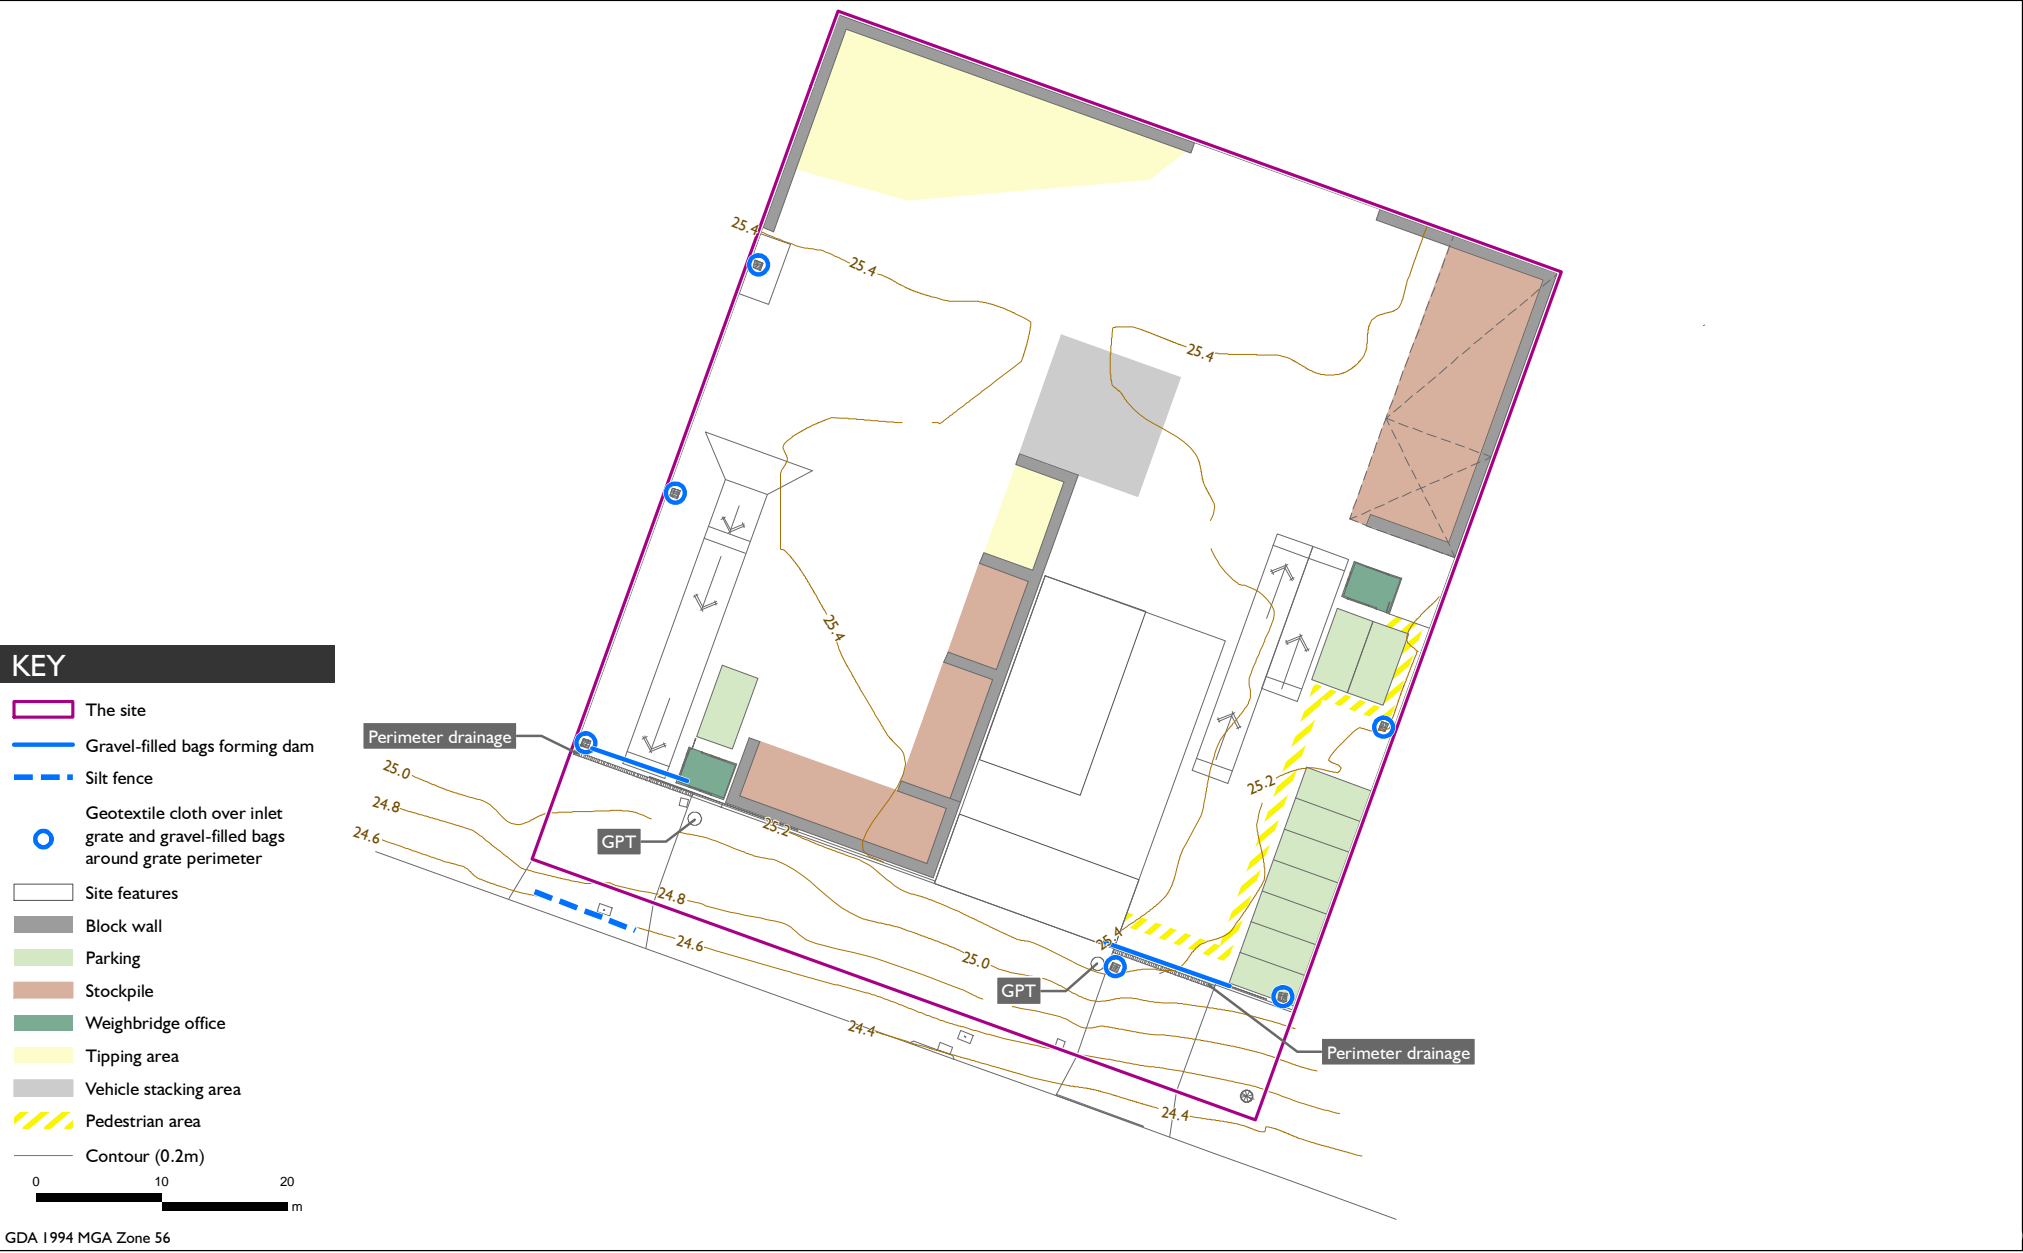 25.4
25.4
25.4
25.4
Perimeter drainage
25.0
24.8
24.6
25.2
GPT
25.2
24.8
24.6
25.4
25.0
GPT
24.4
Perimeter drainage
24.4
KEY
The site
Gravel-filled bags forming dam
Silt fence
Geotextile cloth over inlet
grate and gravel-filled bags
around grate perimeter
Site features
Block wall
Parking
Stockpile
Weighbridge office
Tipping area
Vehicle stacking area
Pedestrian area
Contour (0.2m)
0 10 20
m
GDA 1994 MGA Zone 56